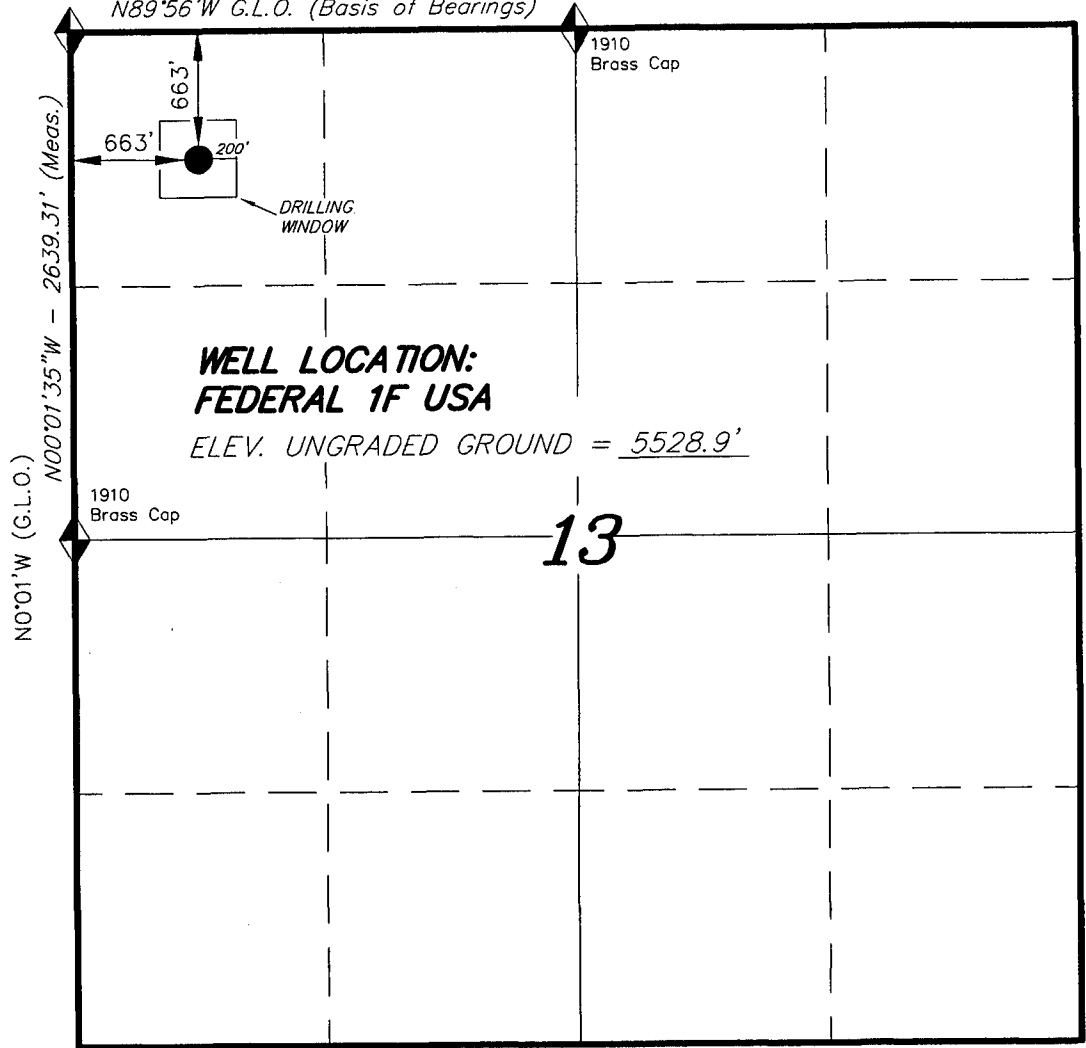 N89°56'W G.L.O. (Basis of Bearings)
1910
Brass Cap
663'
663'
200'
DRILLING
WINDOW
N00°01'35"W - 2639.31' (Meas.)
N0°01'W (G.L.O.)
WELL LOCATION:
FEDERAL 1F USA
ELEV. UNGRADED GROUND = 5528.9'
1910
Brass Cap
13